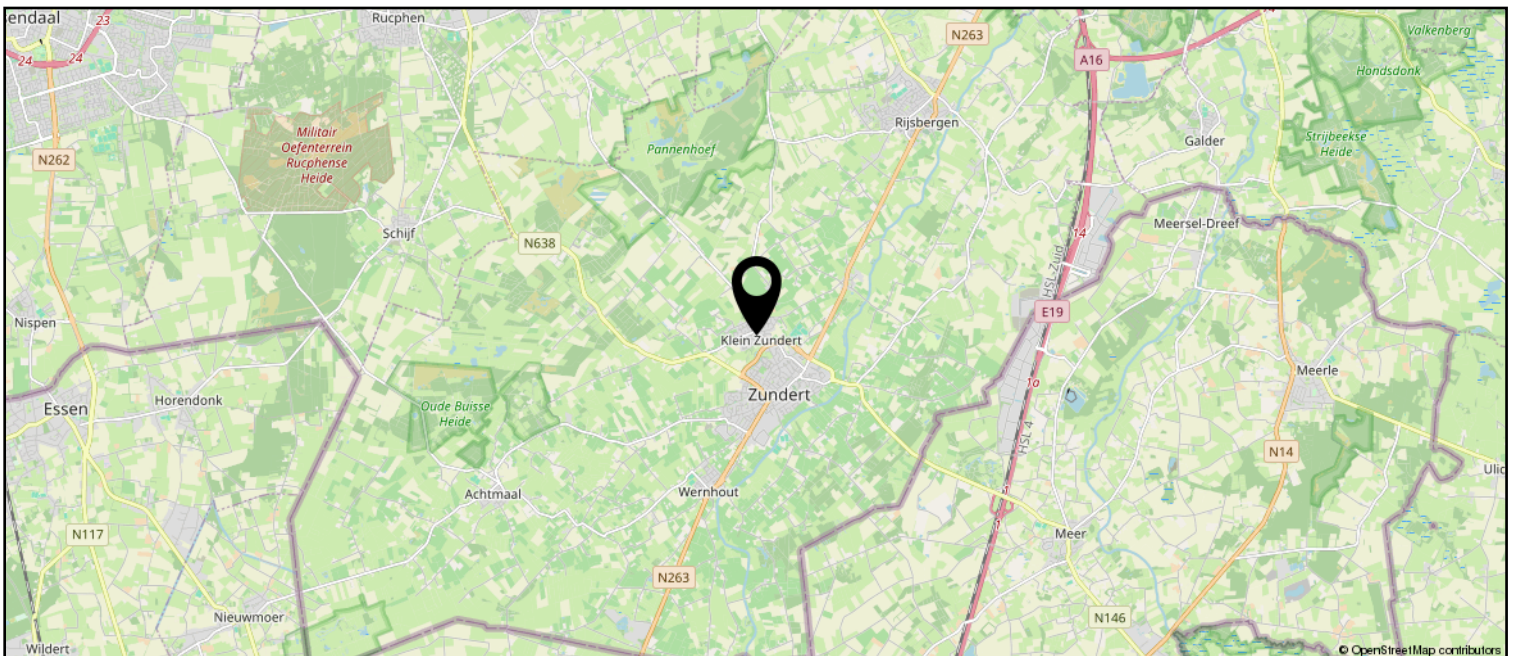 endaal
23
Rucphen
N263
Valkenberg
24
24
A16
Hondsdonk
Militair
Oefenterrein
Rucphense
Heide
Rijsbergen
Pannenhoef
Galder
Strijbeekse
Heide
N262
Schijf
N638
14
Meersel-Dreef
HSL-Zuid
Nispen
E19
Klein Zundert
Meerle
1a
Zundert
Horendonk
Essen
Oude Buisse
Heide
HSL 4
N14
Ulic
Achtmaal
Wernhout
1
N117
Meer
N263
Nieuwmoer
N146
Wildert
© OpenStreetMap contributors